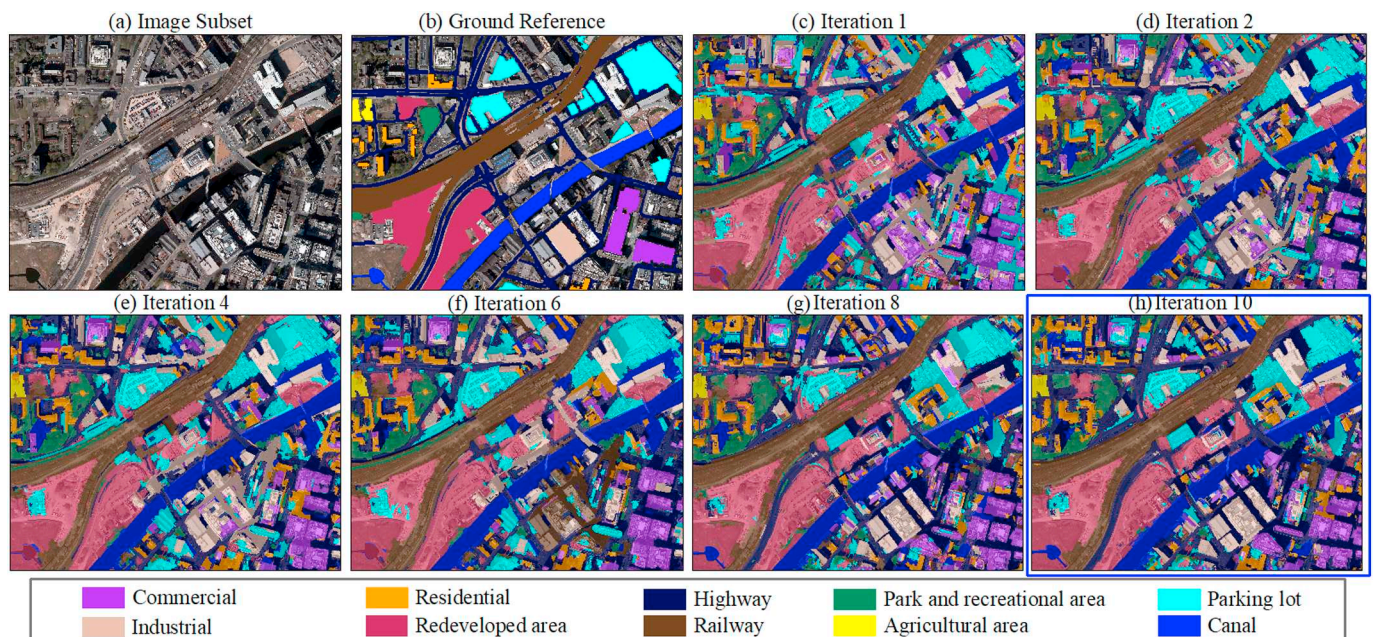 (a) Image Subset
(b) Ground Reference
(c) Iteration 1
(d) Iteration 2
(e) Iteration 4
(f) Iteration 6
(g) Iteration 8
(h) Iteration 10
Commercial
Residential
Highway
Park and recreational area
Parking lot
Industrial
Redeveloped area
Railway
Agricultural area
Canal